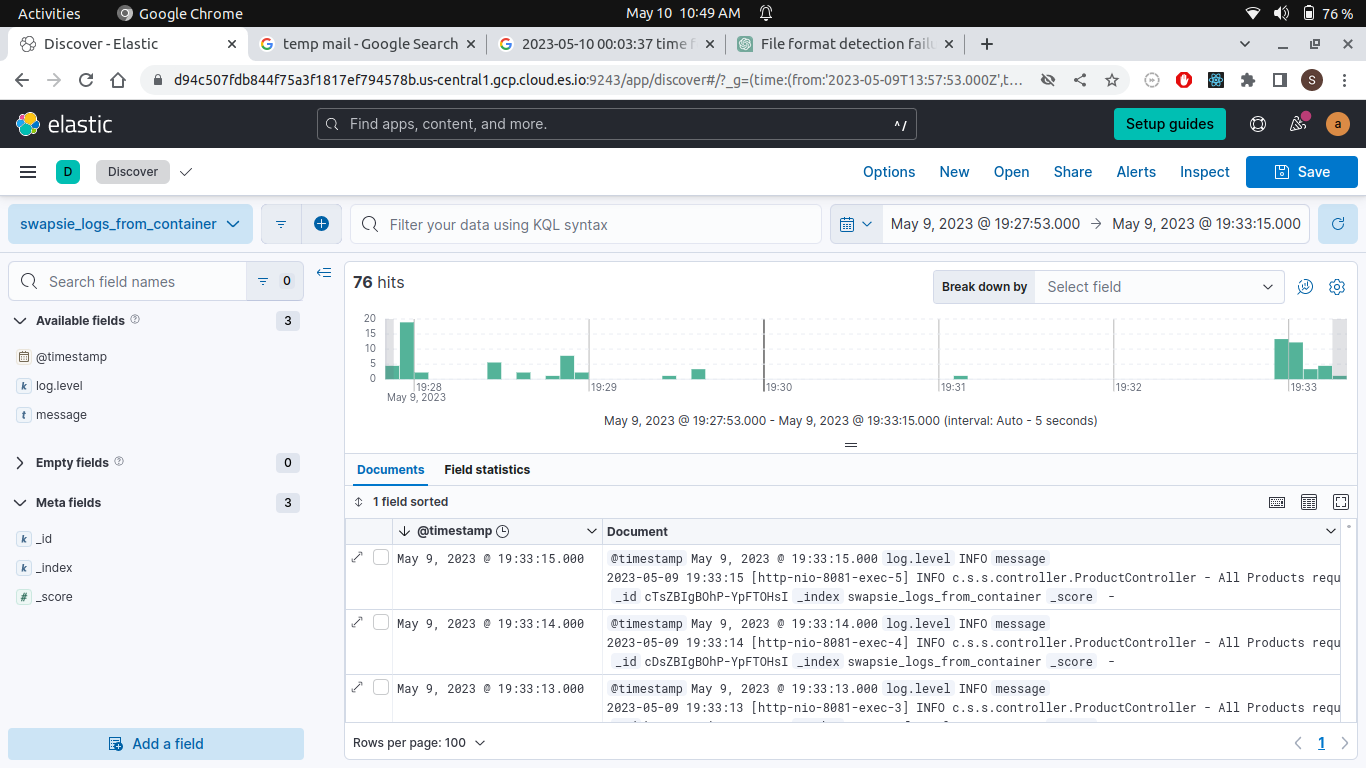 Activities Google Chrome May 10 10:49 AM 76 %
Discover - Elastic temp mail - Google Search 2023-05-10 00:03:37 time f File format detection failu
d94c507fdb844f75a3f1817ef794578b.us-central1.gcp.cloud.es.io:9243/app/discover#/?_g=(time:(from:'2023-05-09T13:57:53.000Z',t... S
elastic Find apps, content, and more. ^/ Setup guides a
D Discover Options New Open Share Alerts Inspect Save
swapsie_logs_from_container Filter your data using KQL syntax May 9, 2023 @ 19:27:53.000 → May 9, 2023 @ 19:33:15.000
Search field names 0
76 hits Break down by Select field
Available fields 3
@timestamp
k log.level
t message
Empty fields 0
Meta fields 3
k _id
k _index
# _score
Add a field
20
15
10
5
0
19:28 19:29 19:30 19:31 19:32 19:33
May 9, 2023
May 9, 2023 @ 19:27:53.000 - May 9, 2023 @ 19:33:15.000 (interval: Auto - 5 seconds)
Documents Field statistics
1 field sorted
@timestamp Document
May 9, 2023 @ 19:33:15.000 @timestamp May 9, 2023 @ 19:33:15.000 log.level INFO message
2023-05-09 19:33:15 [http-nio-8081-exec-5] INFO c.s.s.controller.ProductController - All Products requ
_id cTsZBIgBOhP-YpFTOHsI _index swapsie_logs_from_container _score -
May 9, 2023 @ 19:33:14.000 @timestamp May 9, 2023 @ 19:33:14.000 log.level INFO message
2023-05-09 19:33:14 [http-nio-8081-exec-4] INFO c.s.s.controller.ProductController - All Products requ
_id cDsZBIgBOhP-YpFTOHsI _index swapsie_logs_from_container _score -
May 9, 2023 @ 19:33:13.000 @timestamp May 9, 2023 @ 19:33:13.000 log.level INFO message
2023-05-09 19:33:13 [http-nio-8081-exec-3] INFO c.s.s.controller.ProductController - All Products requ
Rows per page: 100 1